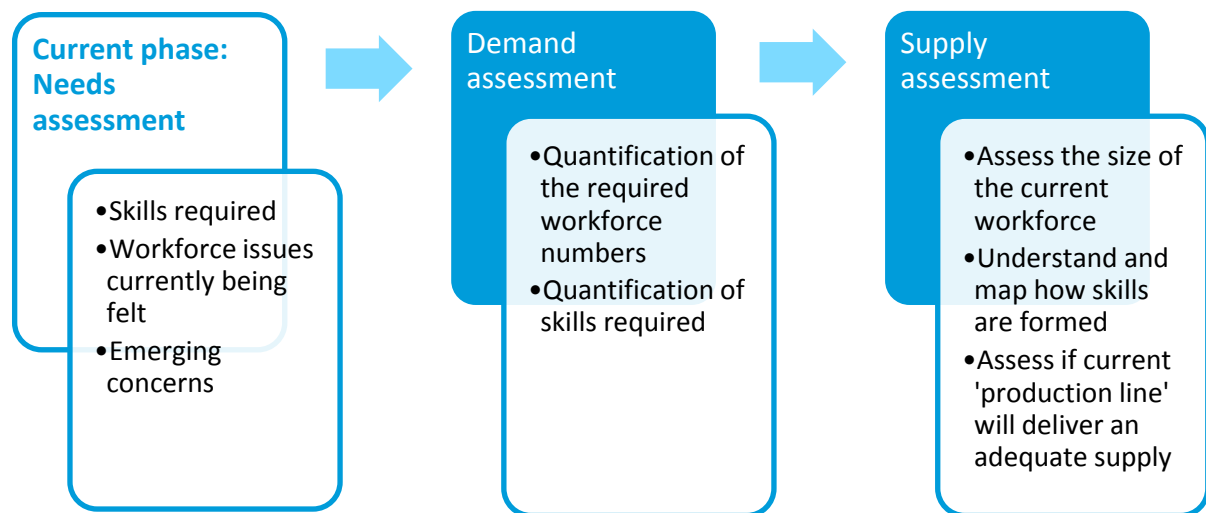 Current phase:
Needs
assessment
•Skills required
•Workforce issues
currently being
felt
•Emerging
concerns
Demand
assessment
•Quantification of
the required
workforce
numbers
•Quantification of
skills required
Supply
assessment
•Assess the size of
the current
workforce
•Understand and
map how skills
are formed
•Assess if current
'production line'
will deliver an
adequate supply